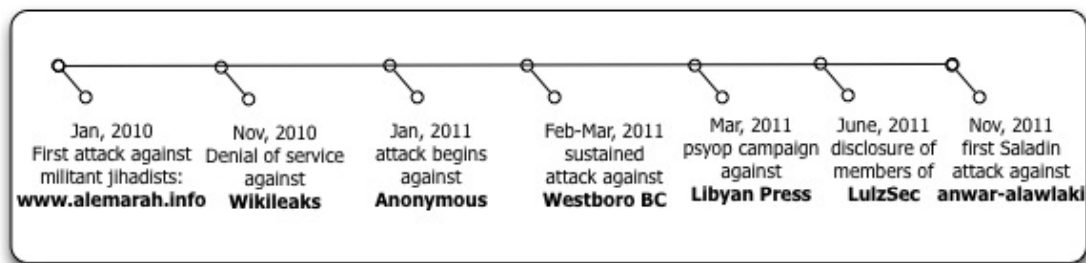 Jan, 2010
First attack against
militant jihadists:
www.alemarah.info
Nov, 2010
Denial of service
against
Wikileaks
Jan, 2011
attack begins
against
Anonymous
Feb-Mar, 2011
sustained
attack against
Westboro BC
Mar, 2011
psyop campaign
against
Libyan Press
June, 2011
disclosure of
members of
LulzSec
Nov, 2011
first Saladin
attack against
anwar-alawlaki